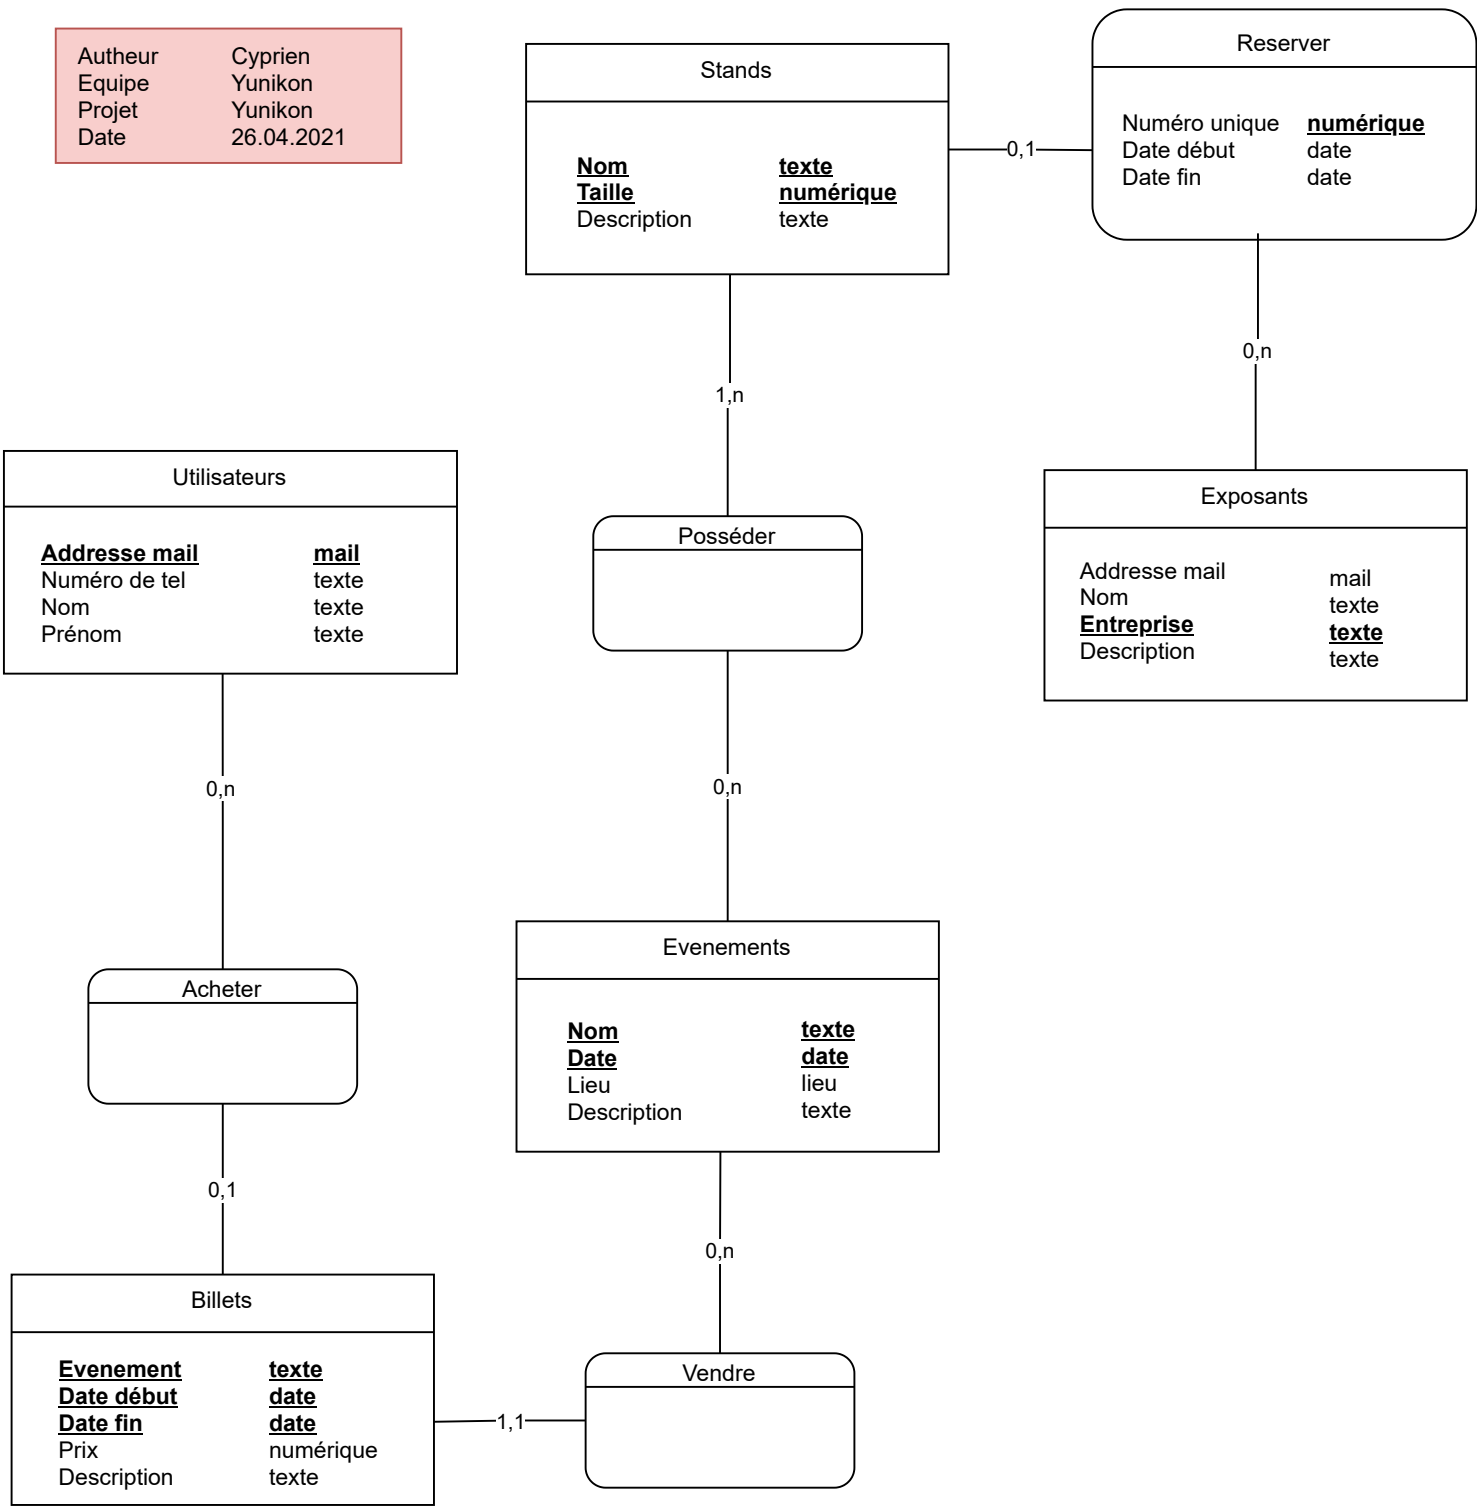 Autheur Cyprien
Equipe Yunikon
Projet Yunikon
Date 26.04.2021
Stands
Nom texte
Taille numérique
Description texte
0,1
Reserver
Numéro unique numérique
Date début date
Date fin date
0,n
1,n
Utilisateurs
Addresse mail mail
Numéro de tel texte
Nom texte
Prénom texte
Posséder
Exposants
Addresse mail mail
Nom texte
Entreprise texte
Description texte
0,n
0,n
Acheter
Evenements
Nom texte
Date date
Lieu lieu
Description texte
0,1
0,n
Billets
Evenement texte
Date début date
Date fin date
Prix numérique
Description texte
1,1
Vendre